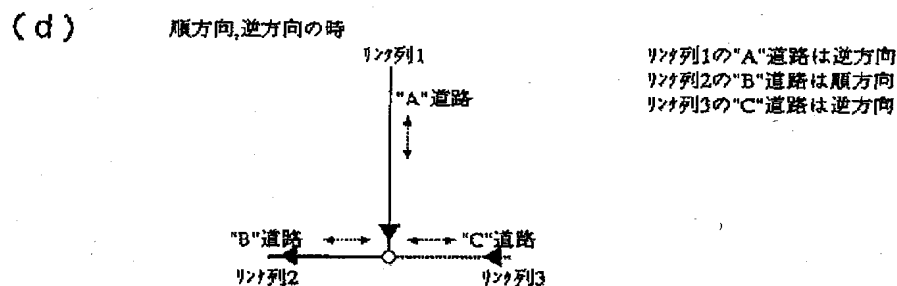 (d)
順方向,逆方向の時
ﾘﾝｸ列1
ﾘﾝｸ列1の"A"道路は逆方向
ﾘﾝｸ列2の"B"道路は順方向
ﾘﾝｸ列3の"C"道路は逆方向
"A"道路
"B"道路
"C"道路
ﾘﾝｸ列2
ﾘﾝｸ列3